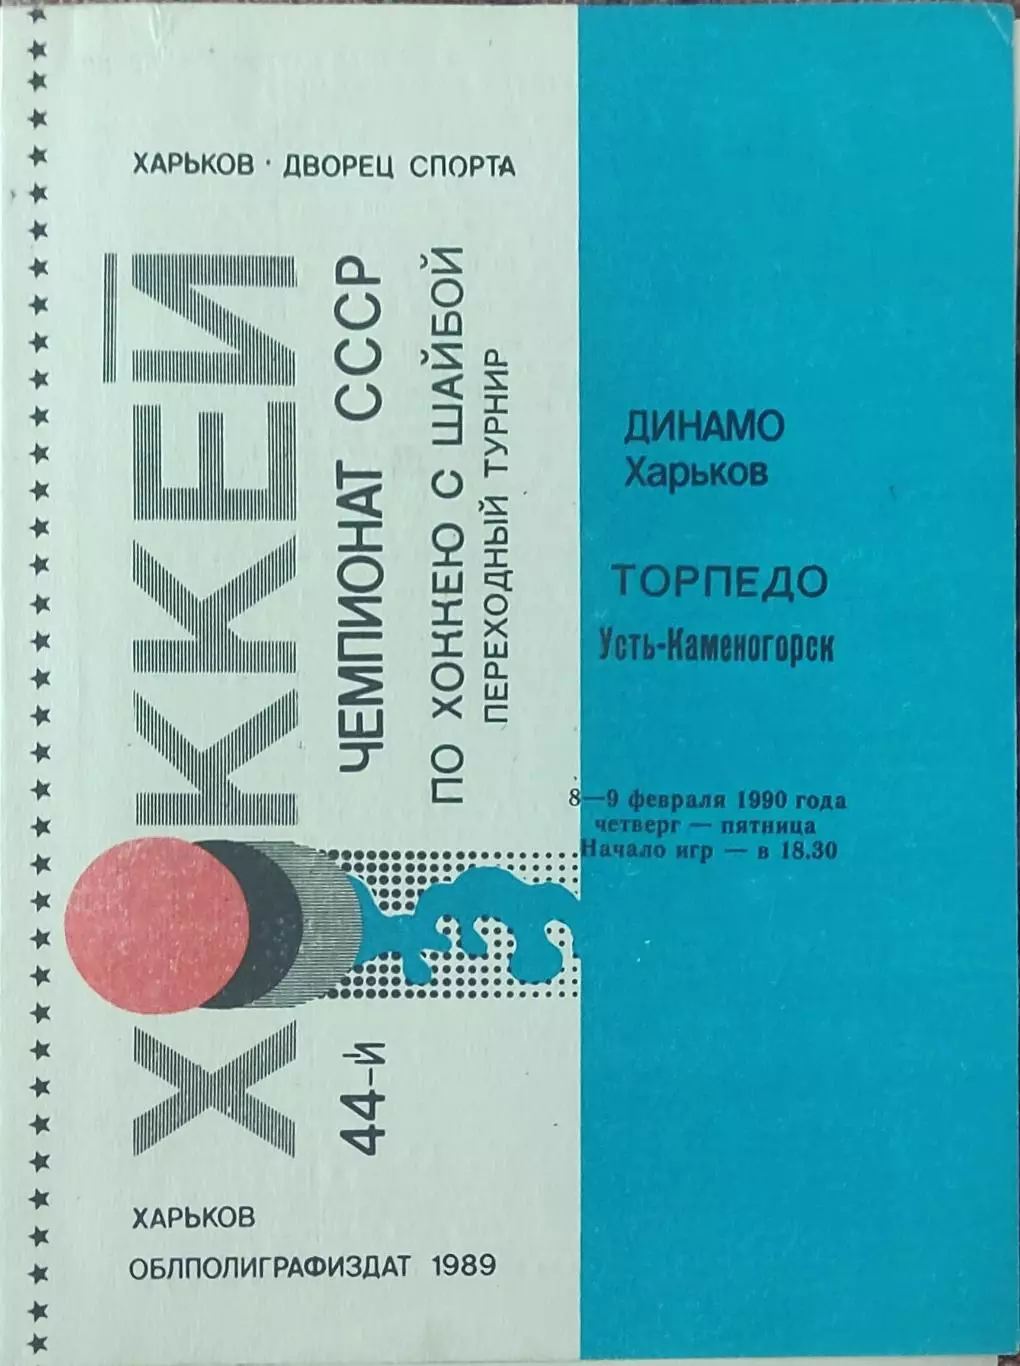 ХАРЬКОВ · ДВОРЕЦ СПОРТА
ХОККЕЙ
44-й ЧЕМПИОНАТ СССР
ПО ХОККЕЮ С ШАЙБОЙ
ПЕРЕХОДНЫЙ ТУРНИР
ХАРЬКОВ
ОБЛПОЛИГРАФИЗДАТ 1989
ДИНАМО
Харьков
ТОРПЕДО
Усть-Каменогорск
8—9 февраля 1990 года
четверг — пятница
Начало игр — в 18.30